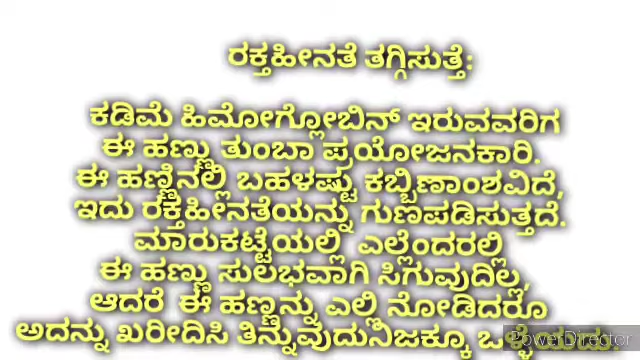 ರಕ್ತಹೀನತೆ ತಗ್ಗಿಸುತ್ತೆ:
ಕಡಿಮೆ ಹಿಮೋಗ್ಲೋಬಿನ್ ಇರುವವರಿಗ
ಈ ಹಣ್ಣು ತುಂಬಾ ಪ್ರಯೋಜನಕಾರಿ.
ಈ ಹಣ್ಣಿನಲ್ಲಿ ಬಹಳಷ್ಟು ಕಬ್ಬಿಣಾಂಶವಿದೆ,
ಇದು ರಕ್ತಹೀನತೆಯನ್ನು ಗುಣಪಡಿಸುತ್ತದೆ.
ಮಾರುಕಟ್ಟೆಯಲ್ಲಿ ಎಲ್ಲೆಂದರಲ್ಲಿ
ಈ ಹಣ್ಣು ಸುಲಭವಾಗಿ ಸಿಗುವುದಿಲ್ಲ,
ಆದರೆ ಈ ಹಣ್ಣನ್ನು ಎಲ್ಲಿ ನೋಡಿದರೂ
ಅದನ್ನು ಖರೀದಿಸಿ ತಿನ್ನುವುದುನಿಜಕ್ಕೂ
PowerDirector